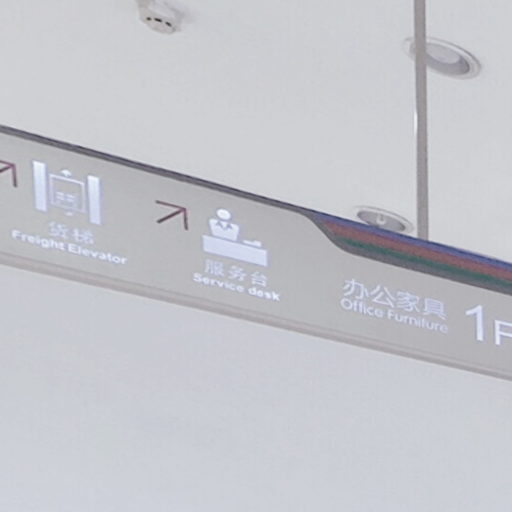 货梯
Freight Elevator
服务台
Service desk
办公家具
Office Furniture
1F